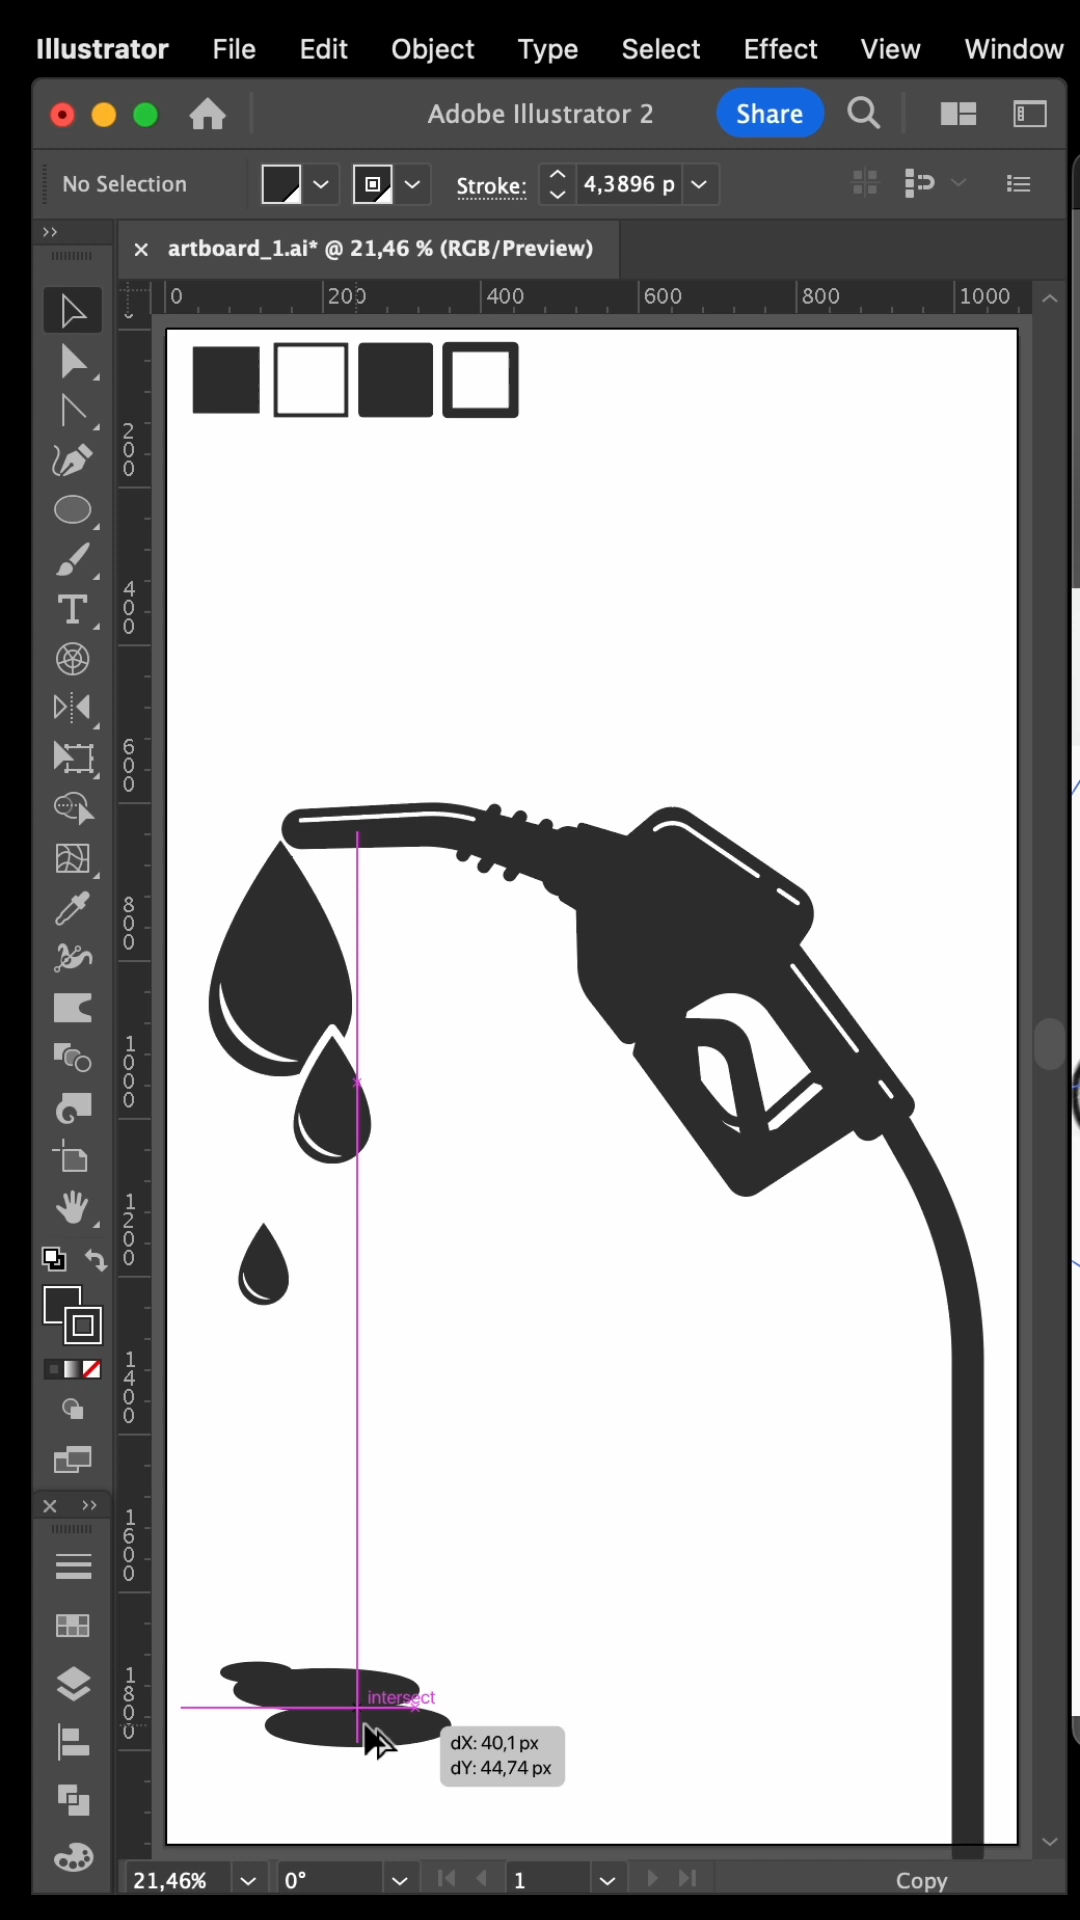 Illustrator File Edit Object Type Select Effect View Window
Adobe Illustrator 2 Share
No Selection Stroke: 4,3896 p
artboard_1.ai* @ 21,46 % (RGB/Preview)
0 200 400 600 800 1000
200
400
600
800
1000
1200
1400
1600
1800
intersect
dX: 40,1 px
dY: 44,74 px
21,46% 0° 1 Copy